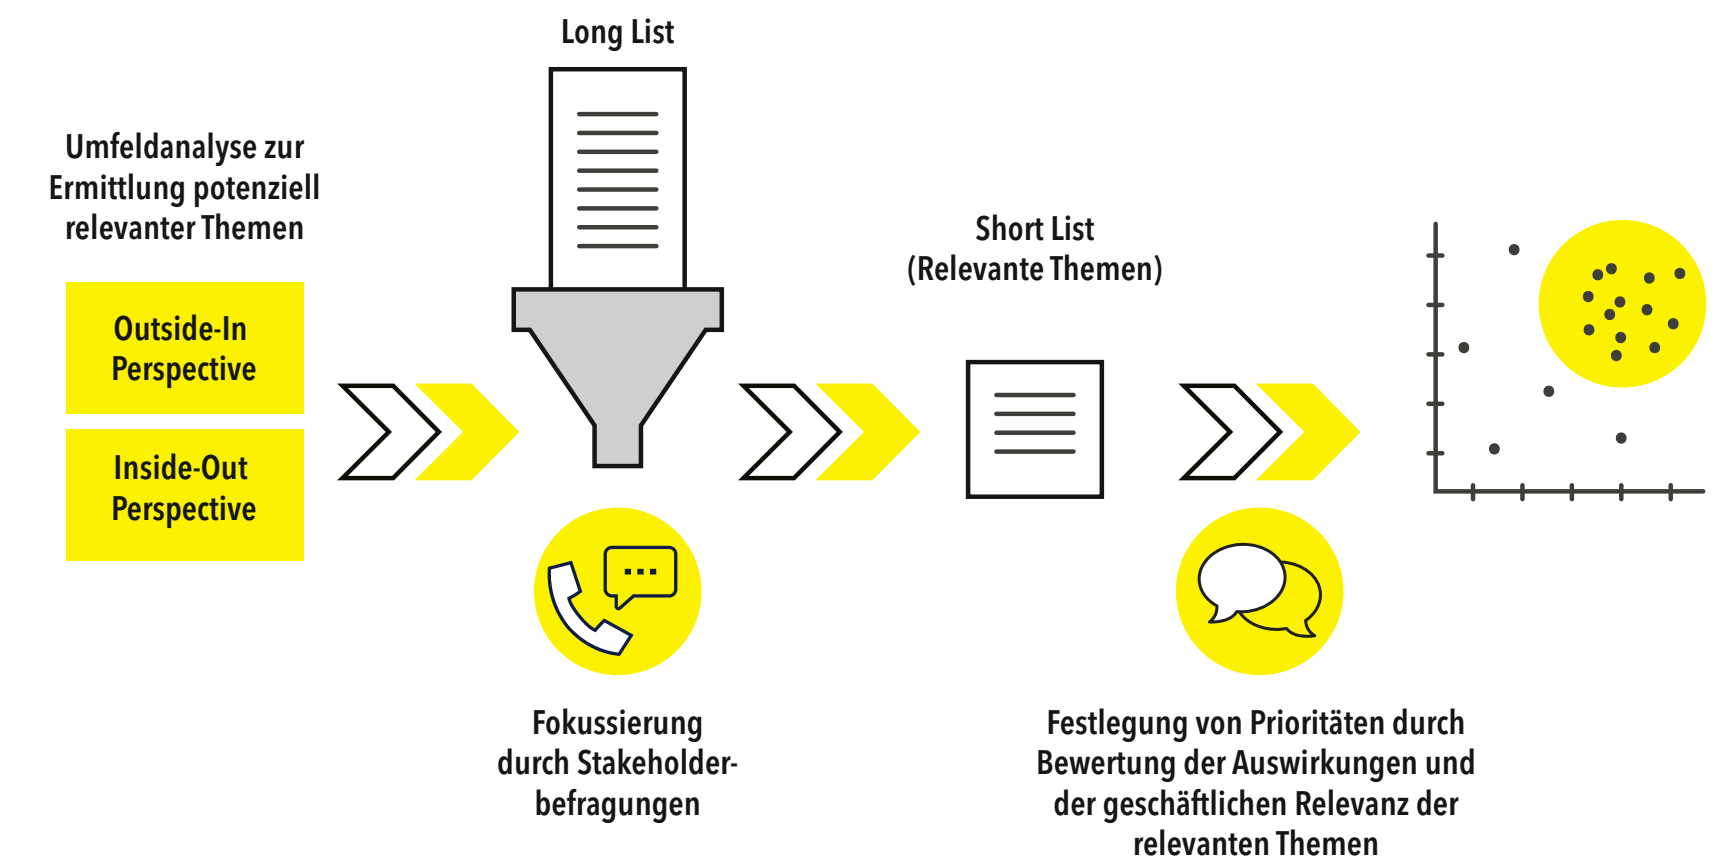 Umfeldanalyse zur
Ermittlung potenziell
relevanter Themen
Outside-In
Perspective
Inside-Out
Perspective
Long List
Fokussierung
durch Stakeholder-
befragungen
Short List
(Relevante Themen)
Festlegung von Prioritäten durch
Bewertung der Auswirkungen und
der geschäftlichen Relevanz der
relevanten Themen